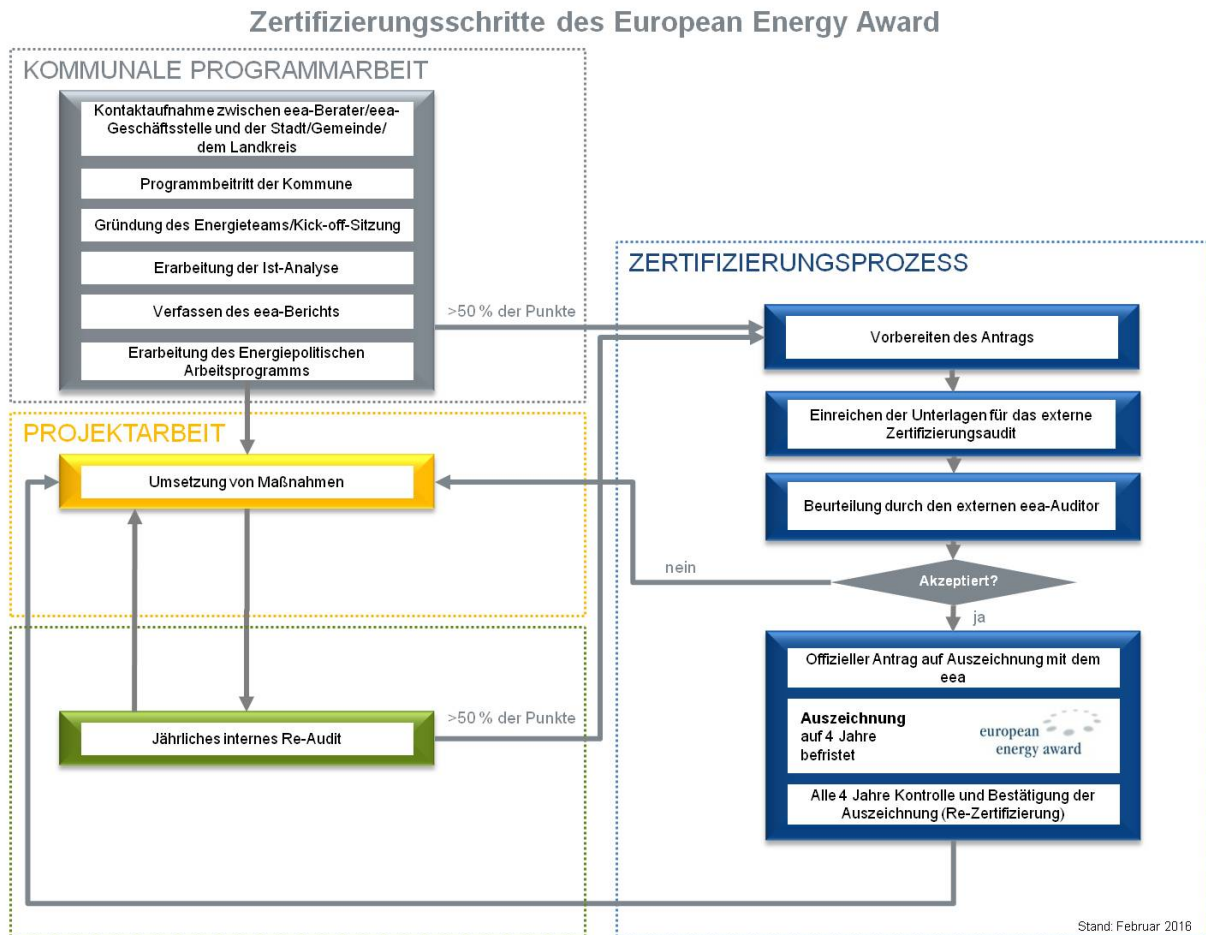 Zertifizierungsschritte des European Energy Award
KOMMUNALE PROGRAMMARBEIT
Kontaktaufnahme zwischen eea-Berater/eea-
Geschäftsstelle und der Stadt/Gemeinde/
dem Landkreis
Programmbeitritt der Kommune
Gründung des Energieteams/Kick-off-Sitzung
Erarbeitung der Ist-Analyse
Verfassen des eea-Berichts
Erarbeitung des Energiepolitischen
Arbeitsprogramms
>50 % der Punkte
PROJEKTARBEIT
Umsetzung von Maßnahmen
Jährliches internes Re-Audit
>50 % der Punkte
ZERTIFIZIERUNGSPROZESS
Vorbereiten des Antrags
Einreichen der Unterlagen für das externe
Zertifizierungsaudit
Beurteilung durch den externen eea-Auditor
Akzeptiert?
nein
ja
Offizieller Antrag auf Auszeichnung mit dem
eea
Auszeichnung
auf 4 Jahre
befristet
european
energy award
Alle 4 Jahre Kontrolle und Bestätigung der
Auszeichnung (Re-Zertifizierung)
Stand: Februar 2016